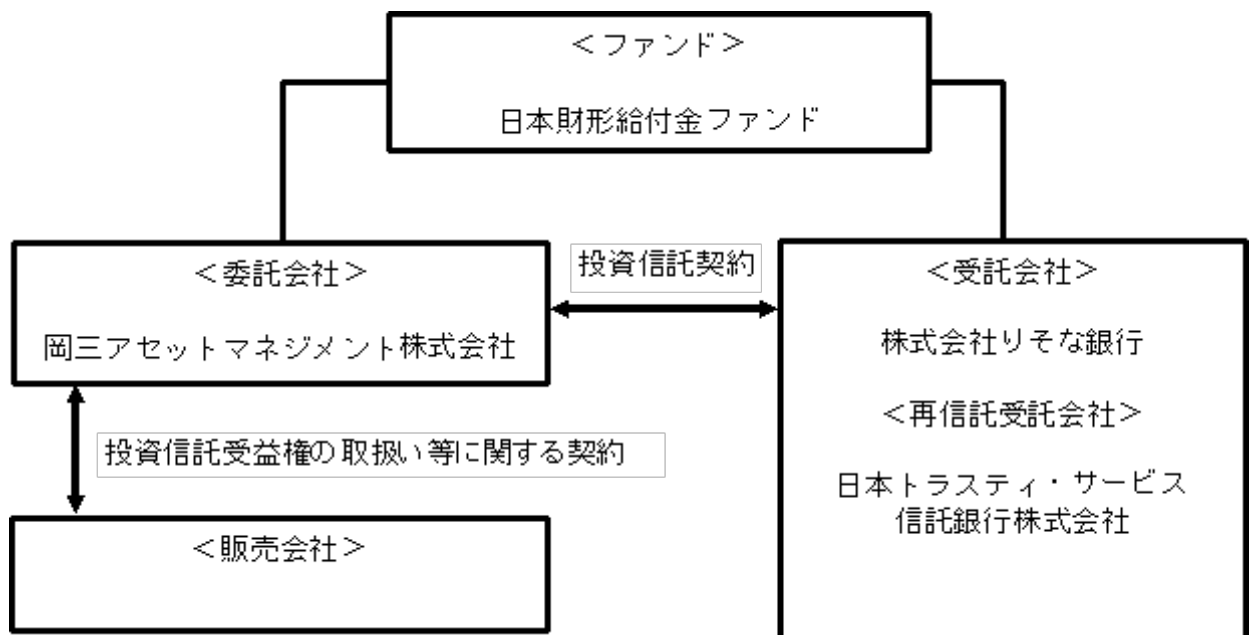 ＜ファンド＞
日本財形給付金ファンド
＜委託会社＞
岡三アセットマネジメント株式会社
投資信託契約
＜受託会社＞
株式会社りそな銀行
＜再信託受託会社＞
日本トラスティ・サービス
信託銀行株式会社
投資信託受益権の取扱い等に関する契約
＜販売会社＞